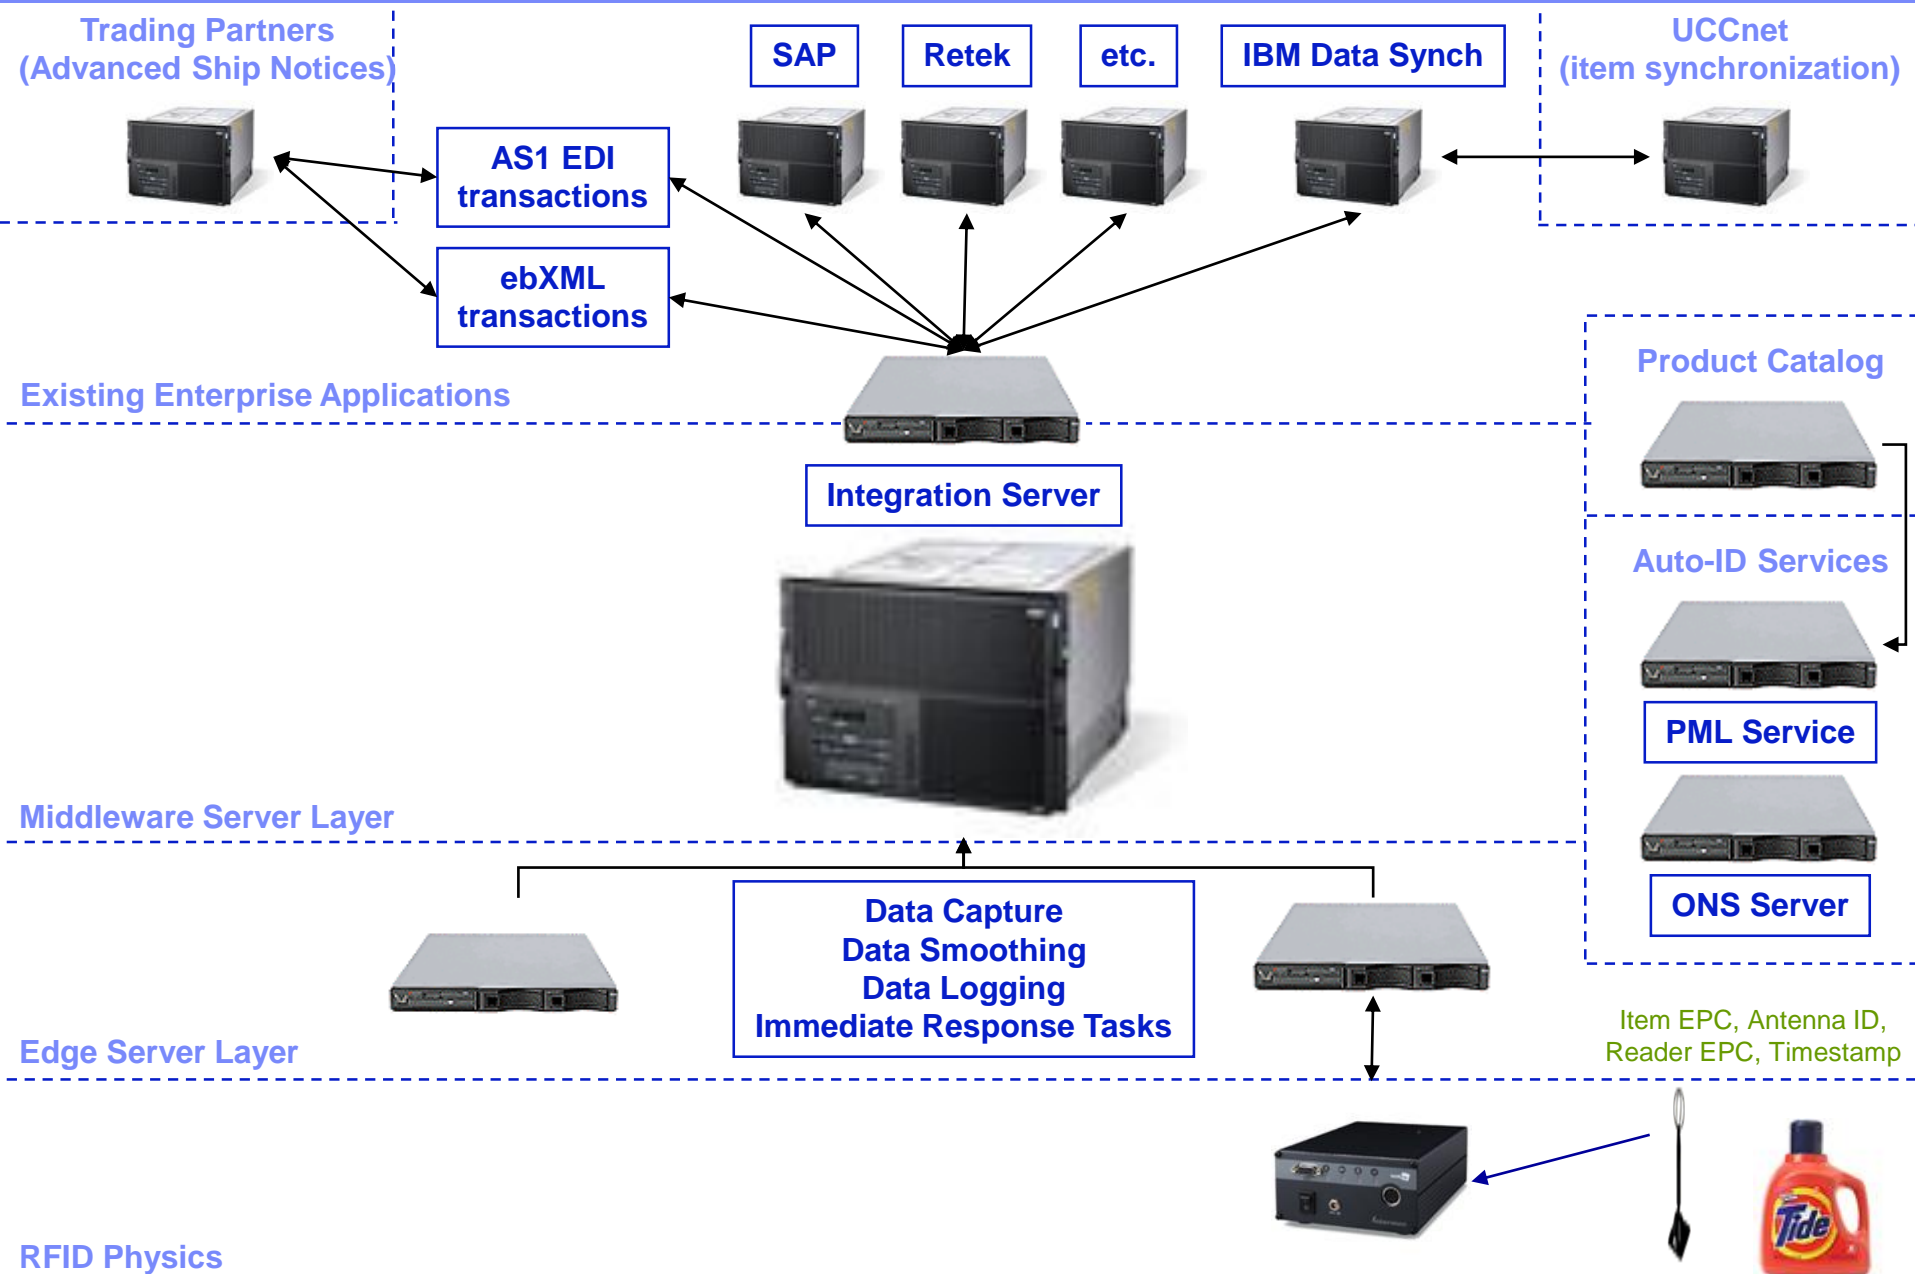 Trading Partners
(Advanced Ship Notices)
SAP
Retek
etc.
IBM Data Synch
UCCnet
(item synchronization)
AS1 EDI
transactions
ebXML
transactions
Existing Enterprise Applications
Product Catalog
Integration Server
Auto-ID Services
PML Service
Middleware Server Layer
ONS Server
Data Capture
Data Smoothing
Data Logging
Immediate Response Tasks
Edge Server Layer
Item EPC, Antenna ID,
Reader EPC, Timestamp
Tide
RFID Physics